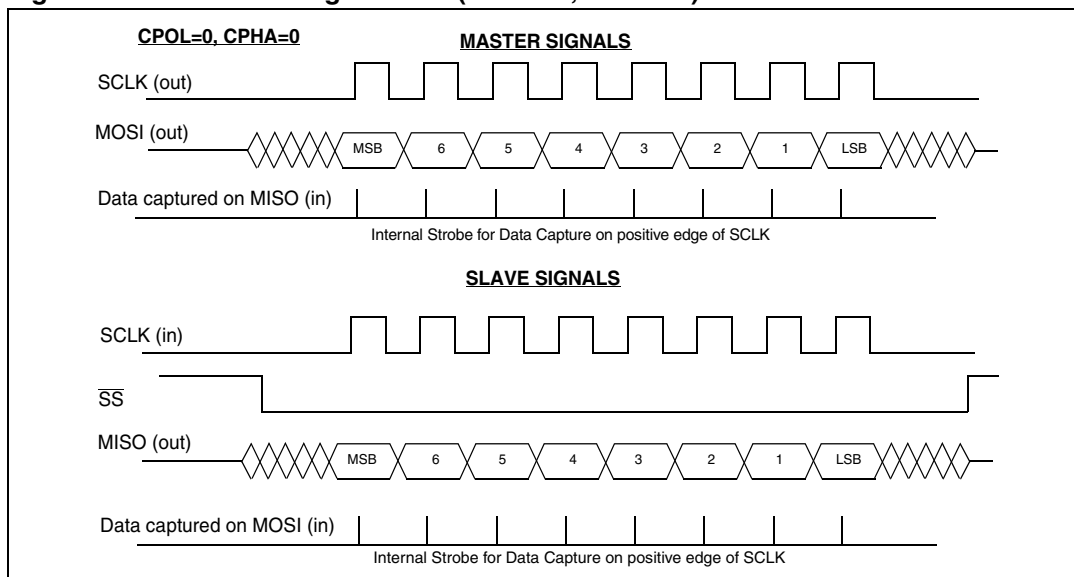 CPOL=0, CPHA=0
MASTER SIGNALS
SCLK (out)
MOSI (out)
MSB 6 5 4 3 2 1 LSB
Data captured on MISO (in)
Internal Strobe for Data Capture on positive edge of SCLK
SLAVE SIGNALS
SCLK (in)
SS
MISO (out)
MSB 6 5 4 3 2 1 LSB
Data captured on MOSI (in)
Internal Strobe for Data Capture on positive edge of SCLK